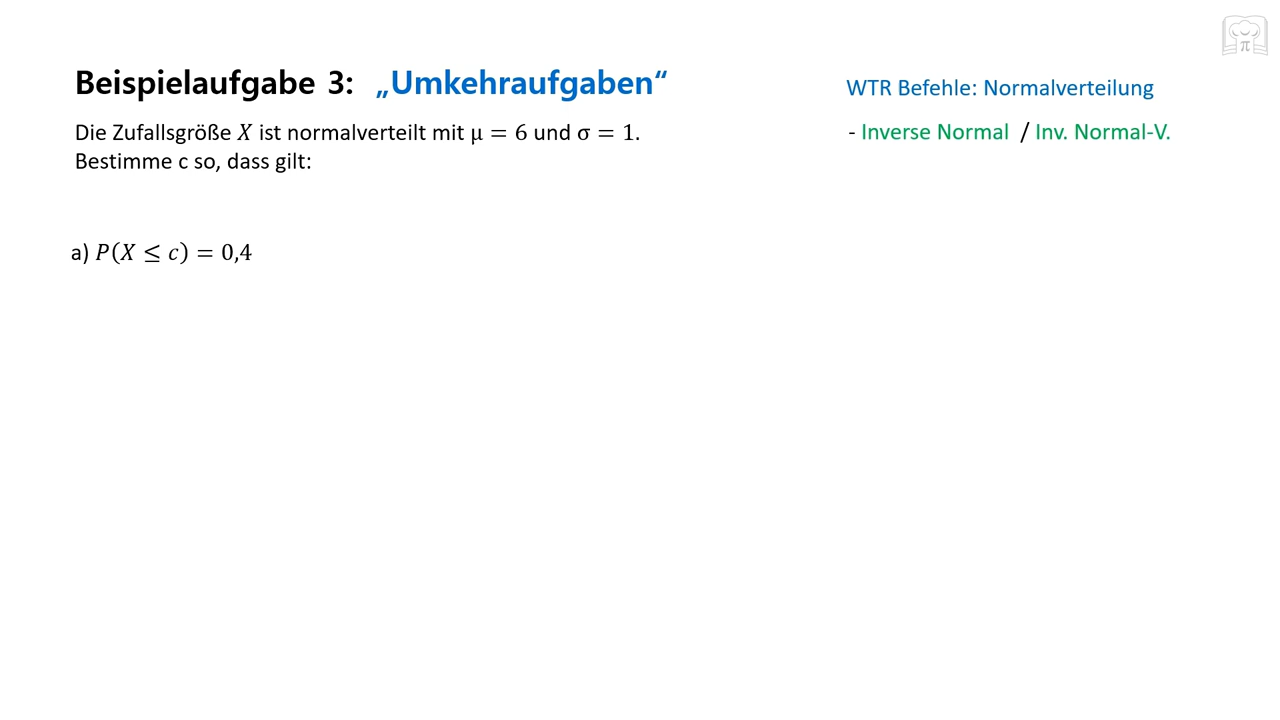 Beispielaufgabe 3: „Umkehraufgaben“
Die Zufallsgröße X ist normalverteilt mit μ = 6 und σ = 1.
Bestimme c so, dass gilt:
a) P(X ≤ c) = 0,4
WTR Befehle: Normalverteilung
- Inverse Normal / Inv. Normal-V.
π